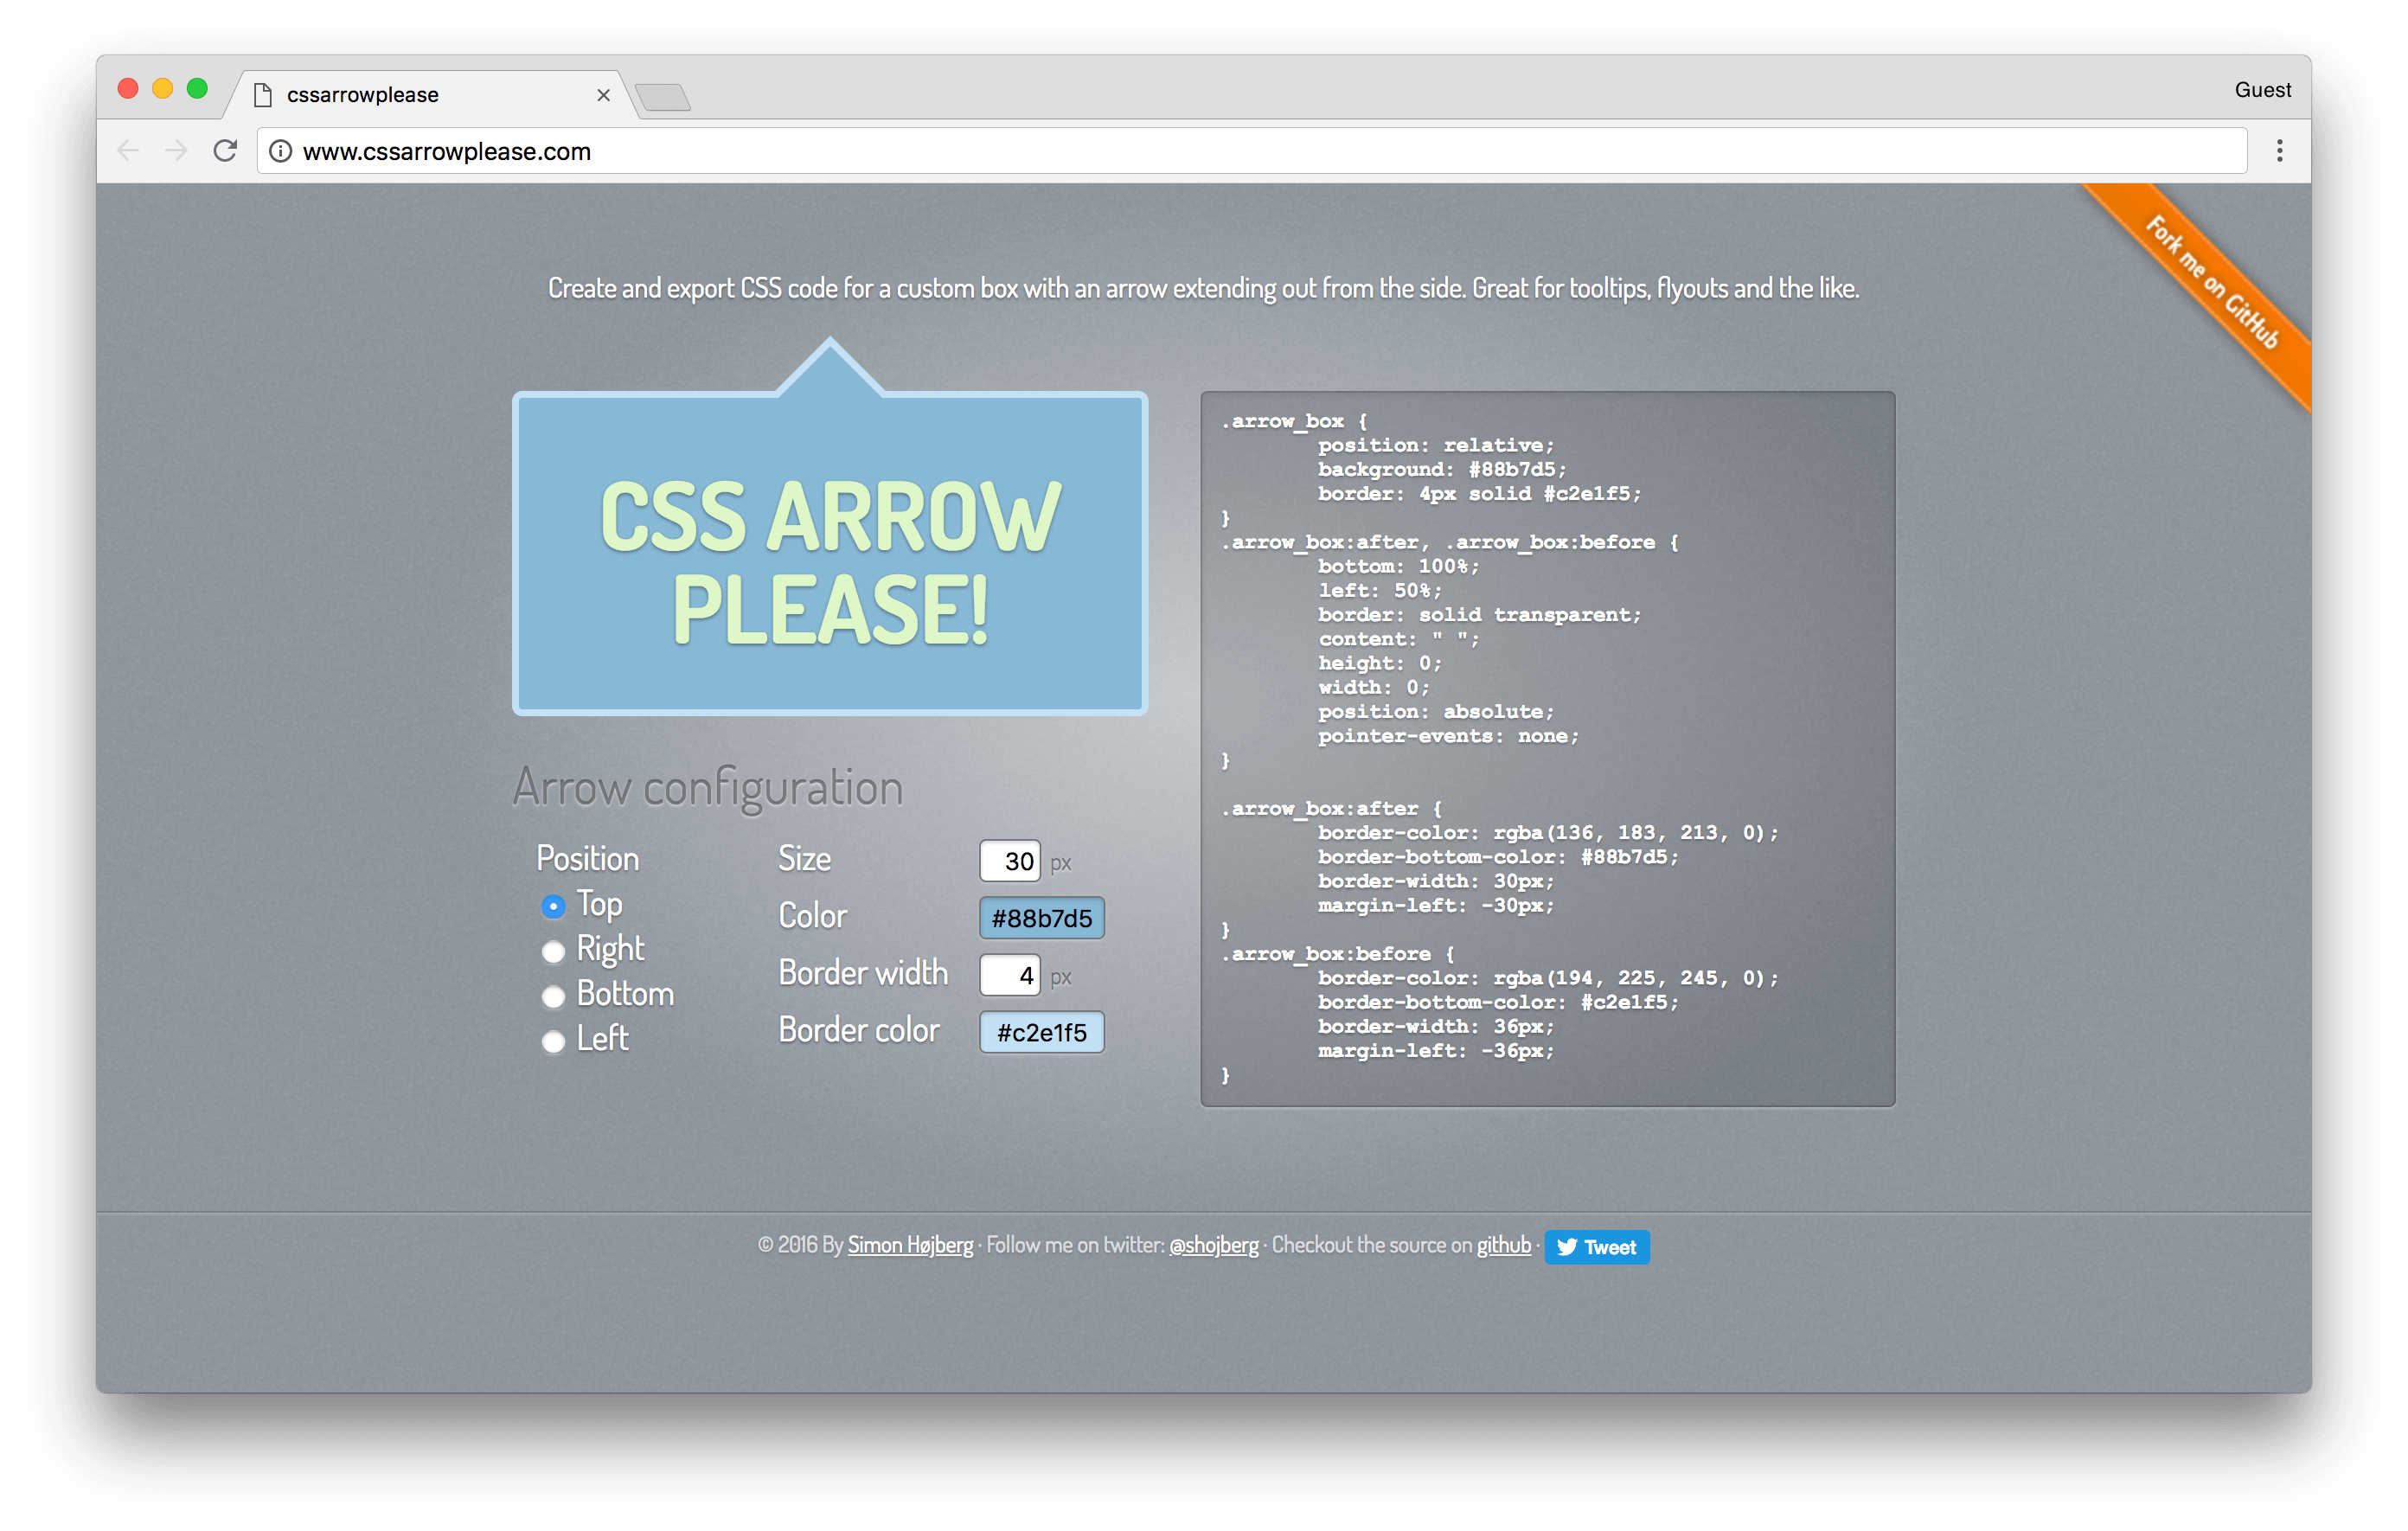 cssarrowplease
Guest
www.cssarrowplease.com
Fork me on GitHub
Create and export CSS code for a custom box with an arrow extending out from the side. Great for tooltips, flyouts and the like.
CSS ARROW
PLEASE!
Arrow configuration
Position
Top
Right
Bottom
Left
Size 30 px
Color #88b7d5
Border width 4 px
Border color #c2e1f5
.arrow_box {
position: relative;
background: #88b7d5;
border: 4px solid #c2e1f5;
}
.arrow_box:after, .arrow_box:before {
bottom: 100%;
left: 50%;
border: solid transparent;
content: " ";
height: 0;
width: 0;
position: absolute;
pointer-events: none;
}
.arrow_box:after {
border-color: rgba(136, 183, 213, 0);
border-bottom-color: #88b7d5;
border-width: 30px;
margin-left: -30px;
}
.arrow_box:before {
border-color: rgba(194, 225, 245, 0);
border-bottom-color: #c2e1f5;
border-width: 36px;
margin-left: -36px;
}
© 2016 By Simon Højberg · Follow me on twitter: @shojberg · Checkout the source on github · Tweet